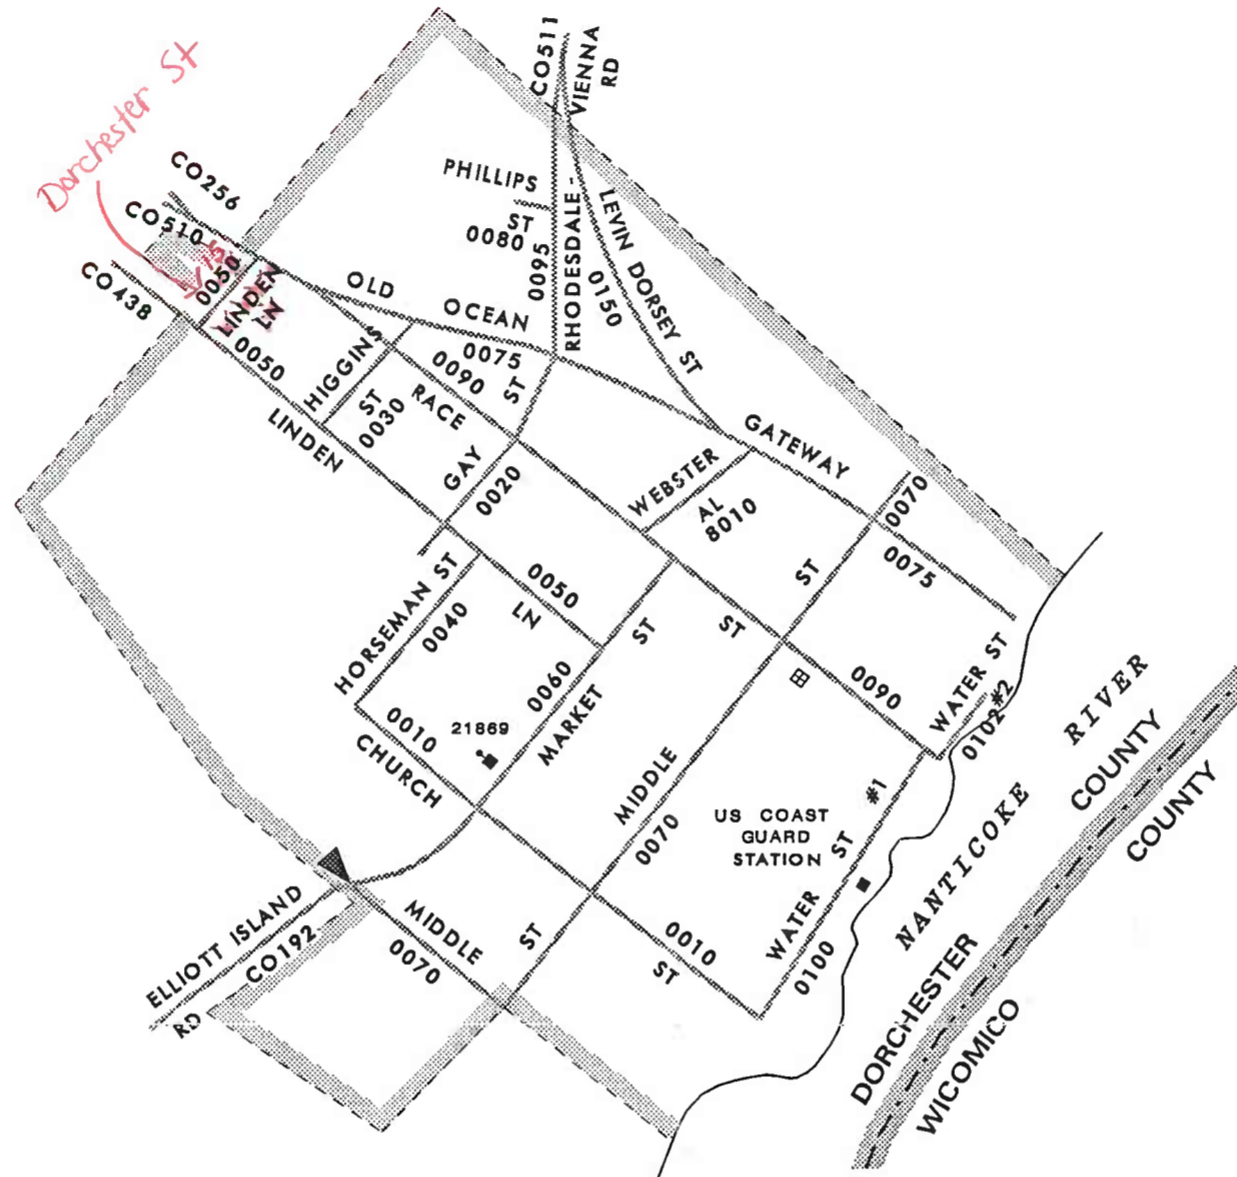 Dorchester St
CO511
VIENNA
RD
CO256
CO510
CO438
15
0050
LINDEN
LN
0050
LINDEN
PHILLIPS
ST
0080
0095
RHODESDALE -
LEVIN DORSEY ST
0150
OLD
OCEAN
0075
ST
HIGGINS
ST
0030
0090
RACE
GAY
0020
GATEWAY
WEBSTER
AL
8010
0070
0075
ST
HORSEMAN ST
0040
0050
LN
0060
ST
ST
MARKET
0090
WATER ST
#2
0102
0010
CHURCH
21869
MIDDLE
0070
US COAST
GUARD
STATION
#1
ST
WATER
0100
ELLIOTT ISLAND
RD
CO192
MIDDLE
0070
ST
0010
ST
NANTICOKE RIVER
DORCHESTER COUNTY
WICOMICO COUNTY